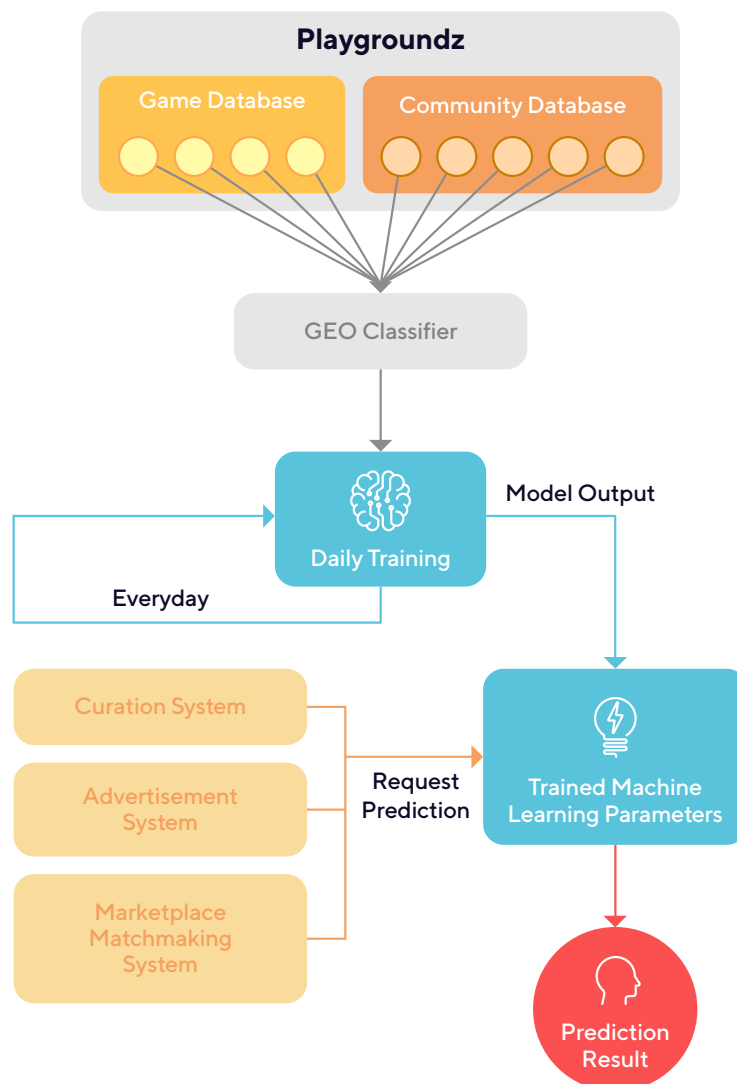 Playgroundz
Game Database
Community Database
GEO Classifier
Model Output
Daily Training
Everyday
Curation System
Advertisement
System
Marketplace
Matchmaking
System
Request
Prediction
Trained Machine
Learning Parameters
Prediction
Result